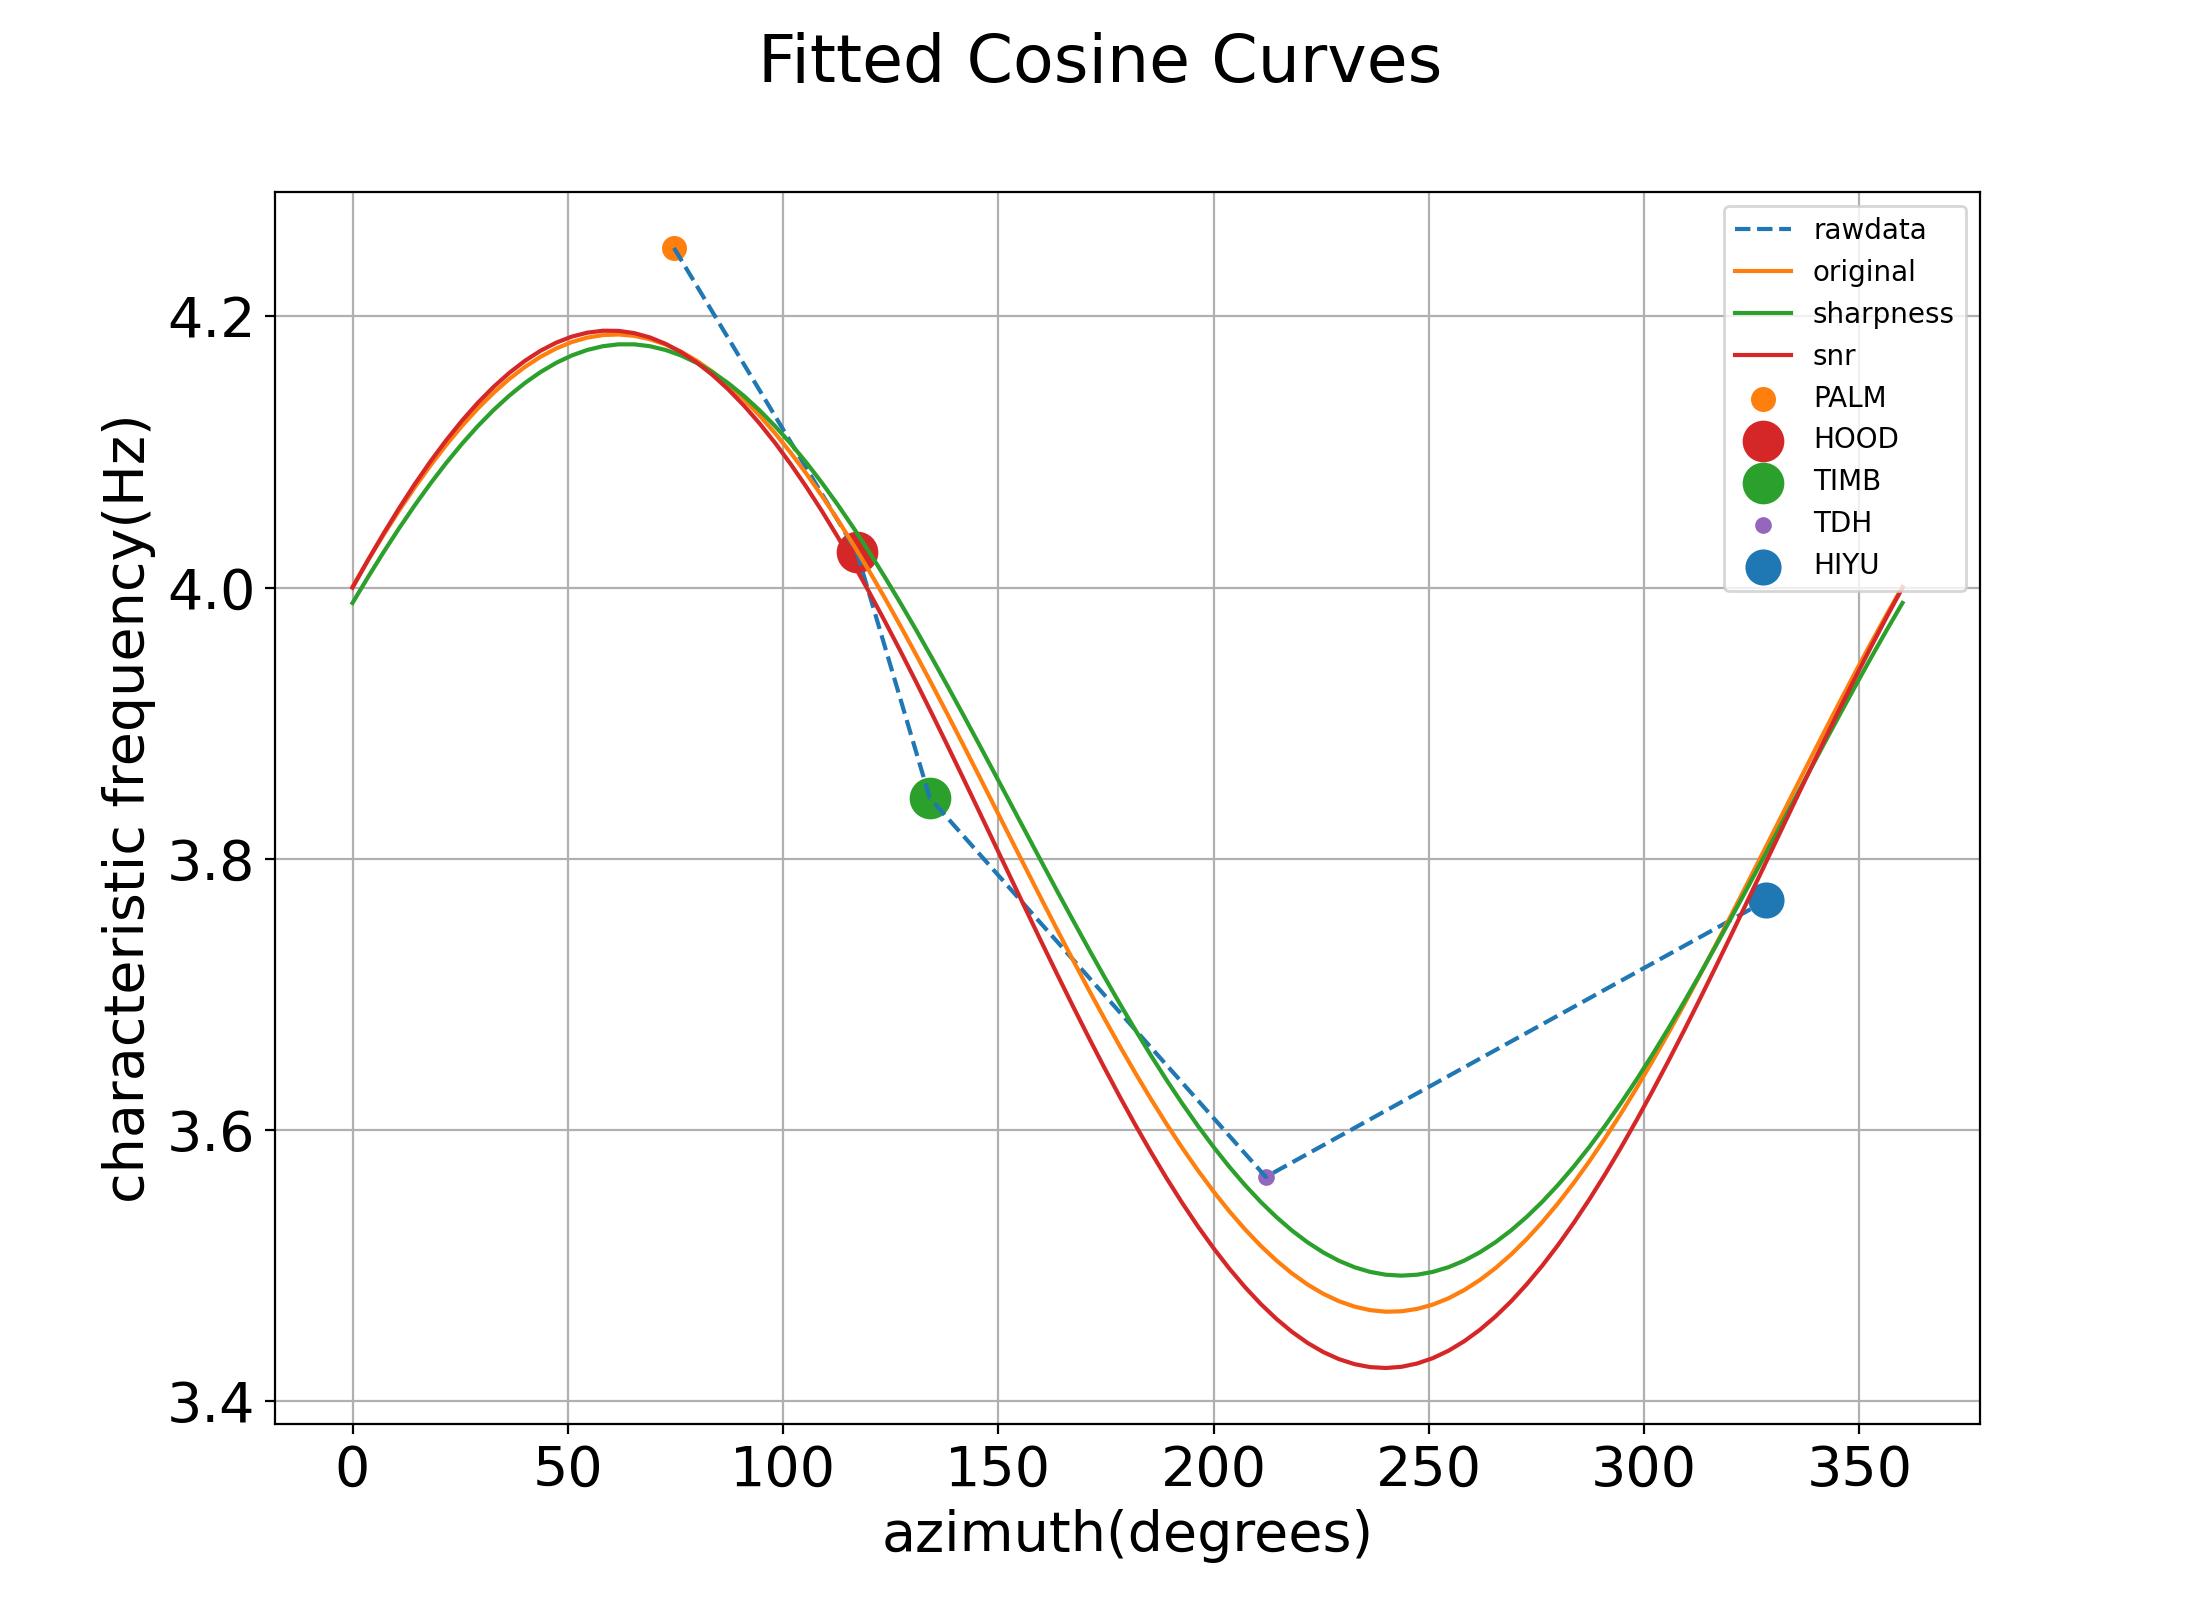 Fitted Cosine Curves
characteristic frequency(Hz)
4.2
4.0
3.8
3.6
3.4
rawdata
original
sharpness
snr
PALM
HOOD
TIMB
TDH
HIYU
0 50 100 150 200 250 300 350
azimuth(degrees)